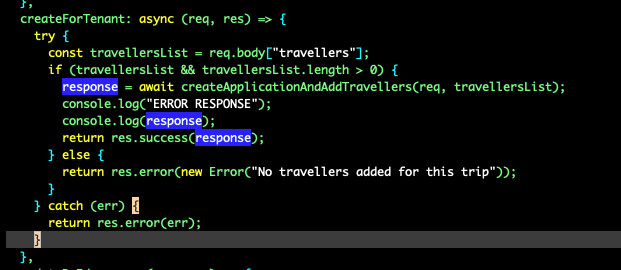 },
createForTenant: async (req, res) => {
try {
const travellersList = req.body["travellers"];
if (travellersList && travellersList.length > 0) {
response = await createApplicationAndAddTravellers(req, travellersList);
console.log("ERROR RESPONSE");
console.log(response);
return res.success(response);
} else {
return res.error(new Error("No travellers added for this trip"));
}
} catch (err) {
return res.error(err);
}
},